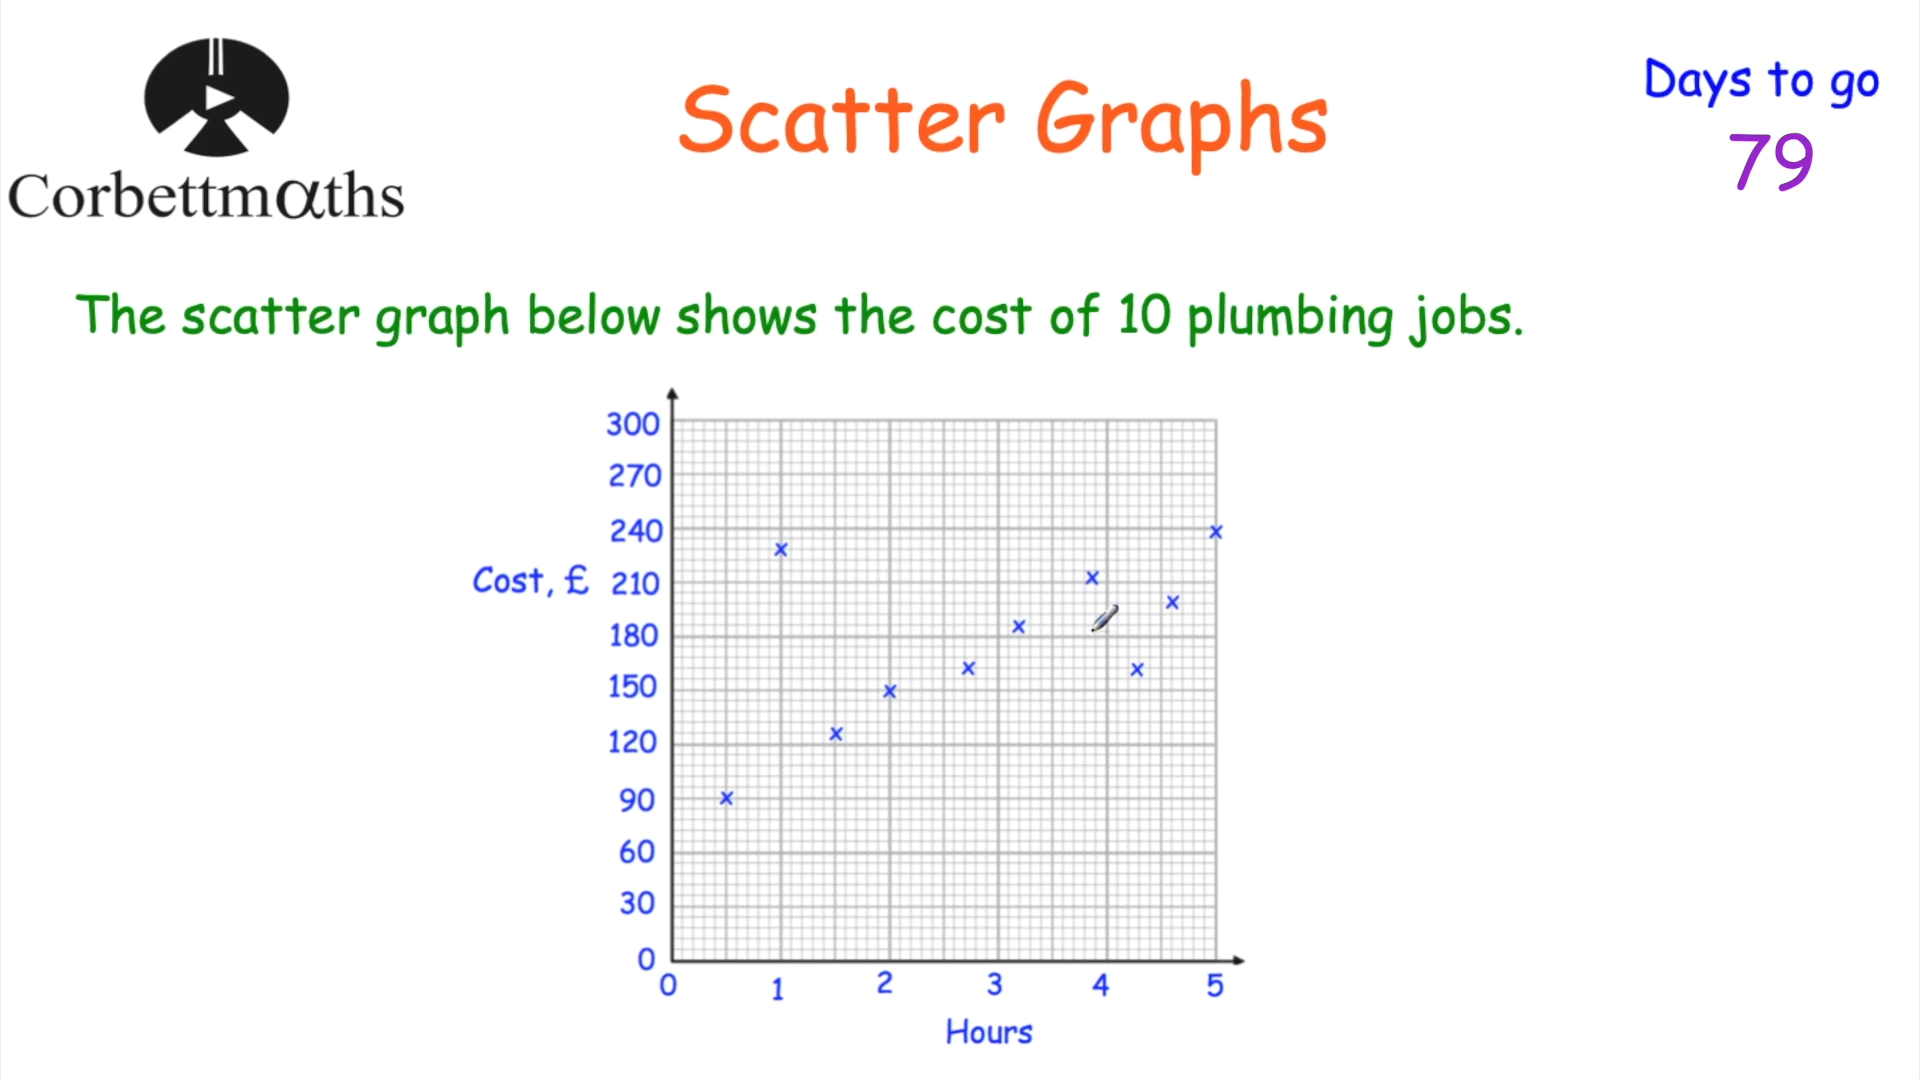 Corbettmαths
Scatter Graphs
Days to go
79
The scatter graph below shows the cost of 10 plumbing jobs.
300
270
240
Cost, £ 210
180
150
120
90
60
30
0
0 1 2 3 4 5
Hours